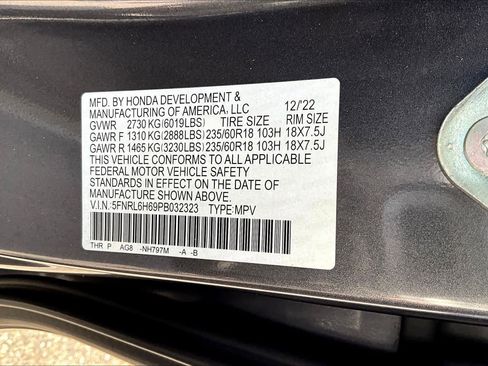 MFD. BY HONDA DEVELOPMENT &
MANUFACTURING OF AMERICA, LLC 12/'22
GVWR 2730 KG(6019LBS) TIRE SIZE RIM SIZE
GAWR F 1310 KG(2888LBS) 235/60R18 103H 18X7.5J
GAWR R 1465 KG(3230LBS) 235/60R18 103H 18X7.5J
THIS VEHICLE CONFORMS TO ALL APPLICABLE
FEDERAL MOTOR VEHICLE SAFETY
STANDARDS IN EFFECT ON THE DATE OF
MANUFACTURE SHOWN ABOVE.
V.I.N. 5FNRL6H69PB032323 TYPE:MPV
THR P AG8 -NH797M -A -B